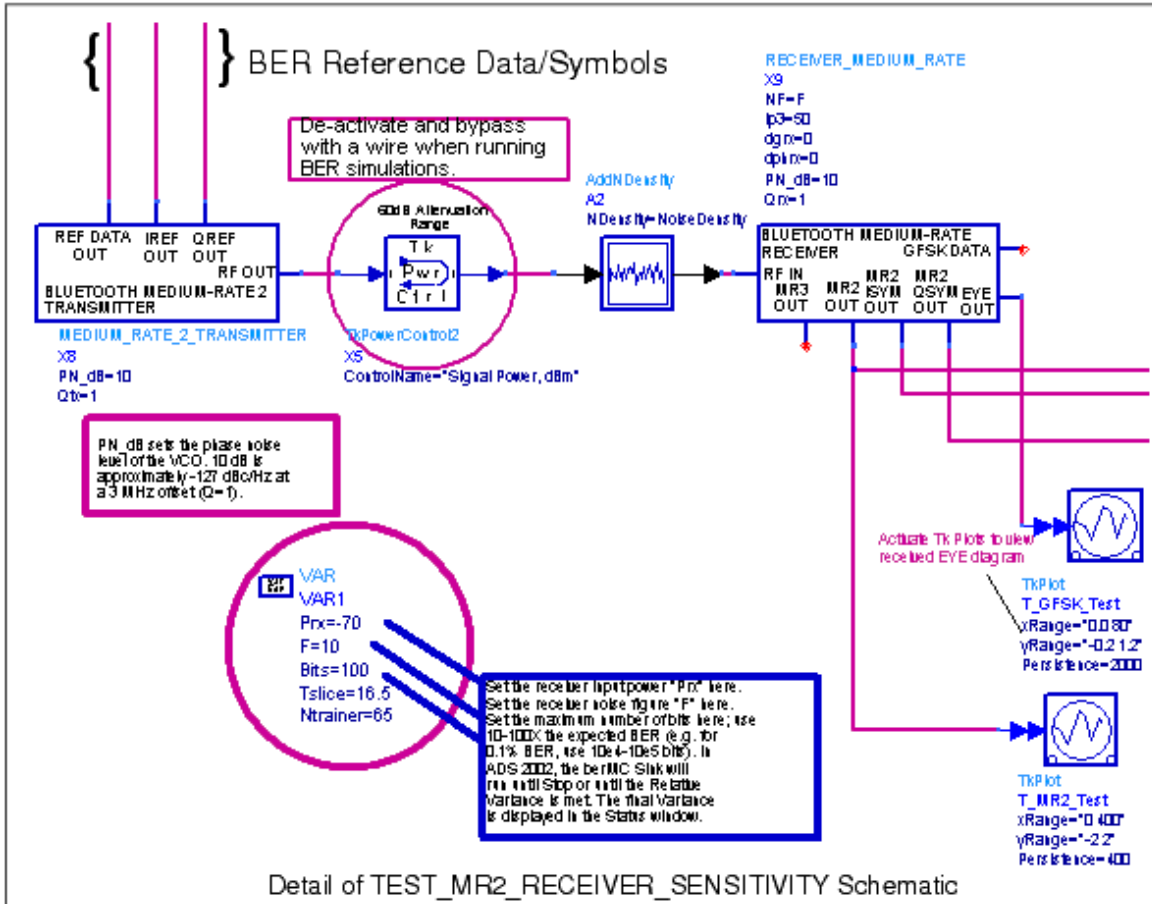 { } BER Reference Data/Symbols
RECEIVER_MEDIUM_RATE
X9
NF=F
Ip3=50
dgrx=0
dphrx=0
PN_dB=10
Qrx=1
De-activate and bypass
with a wire when running
BER simulations.
AddNDensity
A2
NDensity=NoiseDensity
60dB Attenuation
Range
Tk
Pwr
Ctrl
REF DATA OUT
IREF OUT
QREF OUT
RF OUT
BLUETOOTH MEDIUM-RATE 2
TRANSMITTER
BLUETOOTH MEDIUM-RATE
RECEIVER
GFSKDATA
RF IN
MR3 OUT
MR2 OUT
MR2 ISYM OUT
MR2 QSYM OUT
EYE OUT
MEDIUM_RATE_2_TRANSMITTER
X8
PN_dB=10
Qtx=1
TkPowerControl2
X5
ControlName="Signal Power, dBm"
PN_dB sets the phase noise
level of the VCO. 10 dB is
approximately -127 dBc/Hz at
a 3 MHz offset (Q=1).
Activate Tk Plots to view
received EYE diagram
VAR
VAR1
Prx=-70
F=10
Bits=100
Tslice=16.5
Ntrainer=65
TkPlot
T_GFSK_Test
xRange="0.080"
yRange="-0.2 1.2"
Persistence=2000
Set the receiver input power "Prx" here.
Set the receiver noise figure "F" here.
Set the maximum number of bits here; use
10-100X the expected BER (e.g. for
0.1% BER, use 10e4-10e5 bits). In
ADS 2002, the berMC Sink will
run until Stop or until the Relative
Variance is met. The final Variance
is displayed in the Status window.
TkPlot
T_MR2_Test
xRange="0 400"
yRange="-2 2"
Persistence=400
Detail of TEST_MR2_RECEIVER_SENSITIVITY Schematic